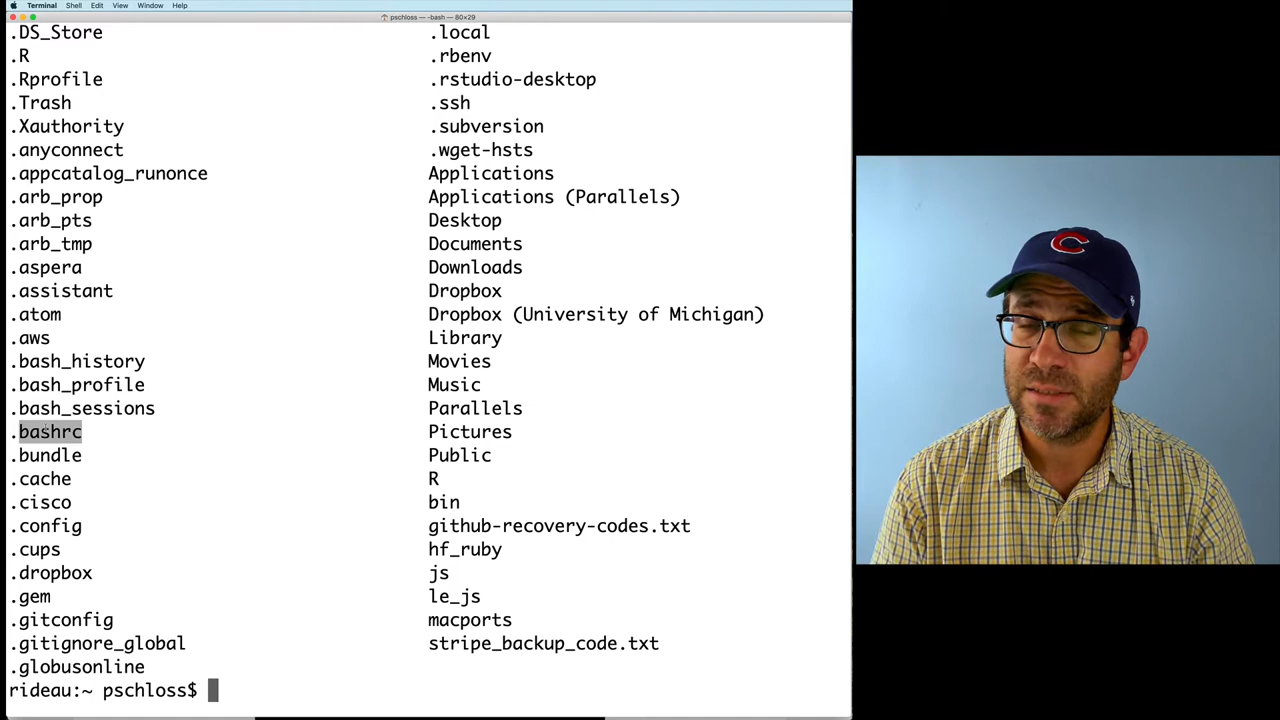 Terminal Shell Edit View Window Help
pschloss — -bash — 80×29
.DS_Store .local
.R .rbenv
.Rprofile .rstudio-desktop
.Trash .ssh
.Xauthority .subversion
.anyconnect .wget-hsts
.appcatalog_runonce Applications
.arb_prop Applications (Parallels)
.arb_pts Desktop
.arb_tmp Documents
.aspera Downloads
.assistant Dropbox
.atom Dropbox (University of Michigan)
.aws Library
.bash_history Movies
.bash_profile Music
.bash_sessions Parallels
.bashrc Pictures
.bundle Public
.cache R
.cisco bin
.config github-recovery-codes.txt
.cups hf_ruby
.dropbox js
.gem le_js
.gitconfig macports
.gitignore_global stripe_backup_code.txt
.globusonline
rideau:~ pschloss$
C